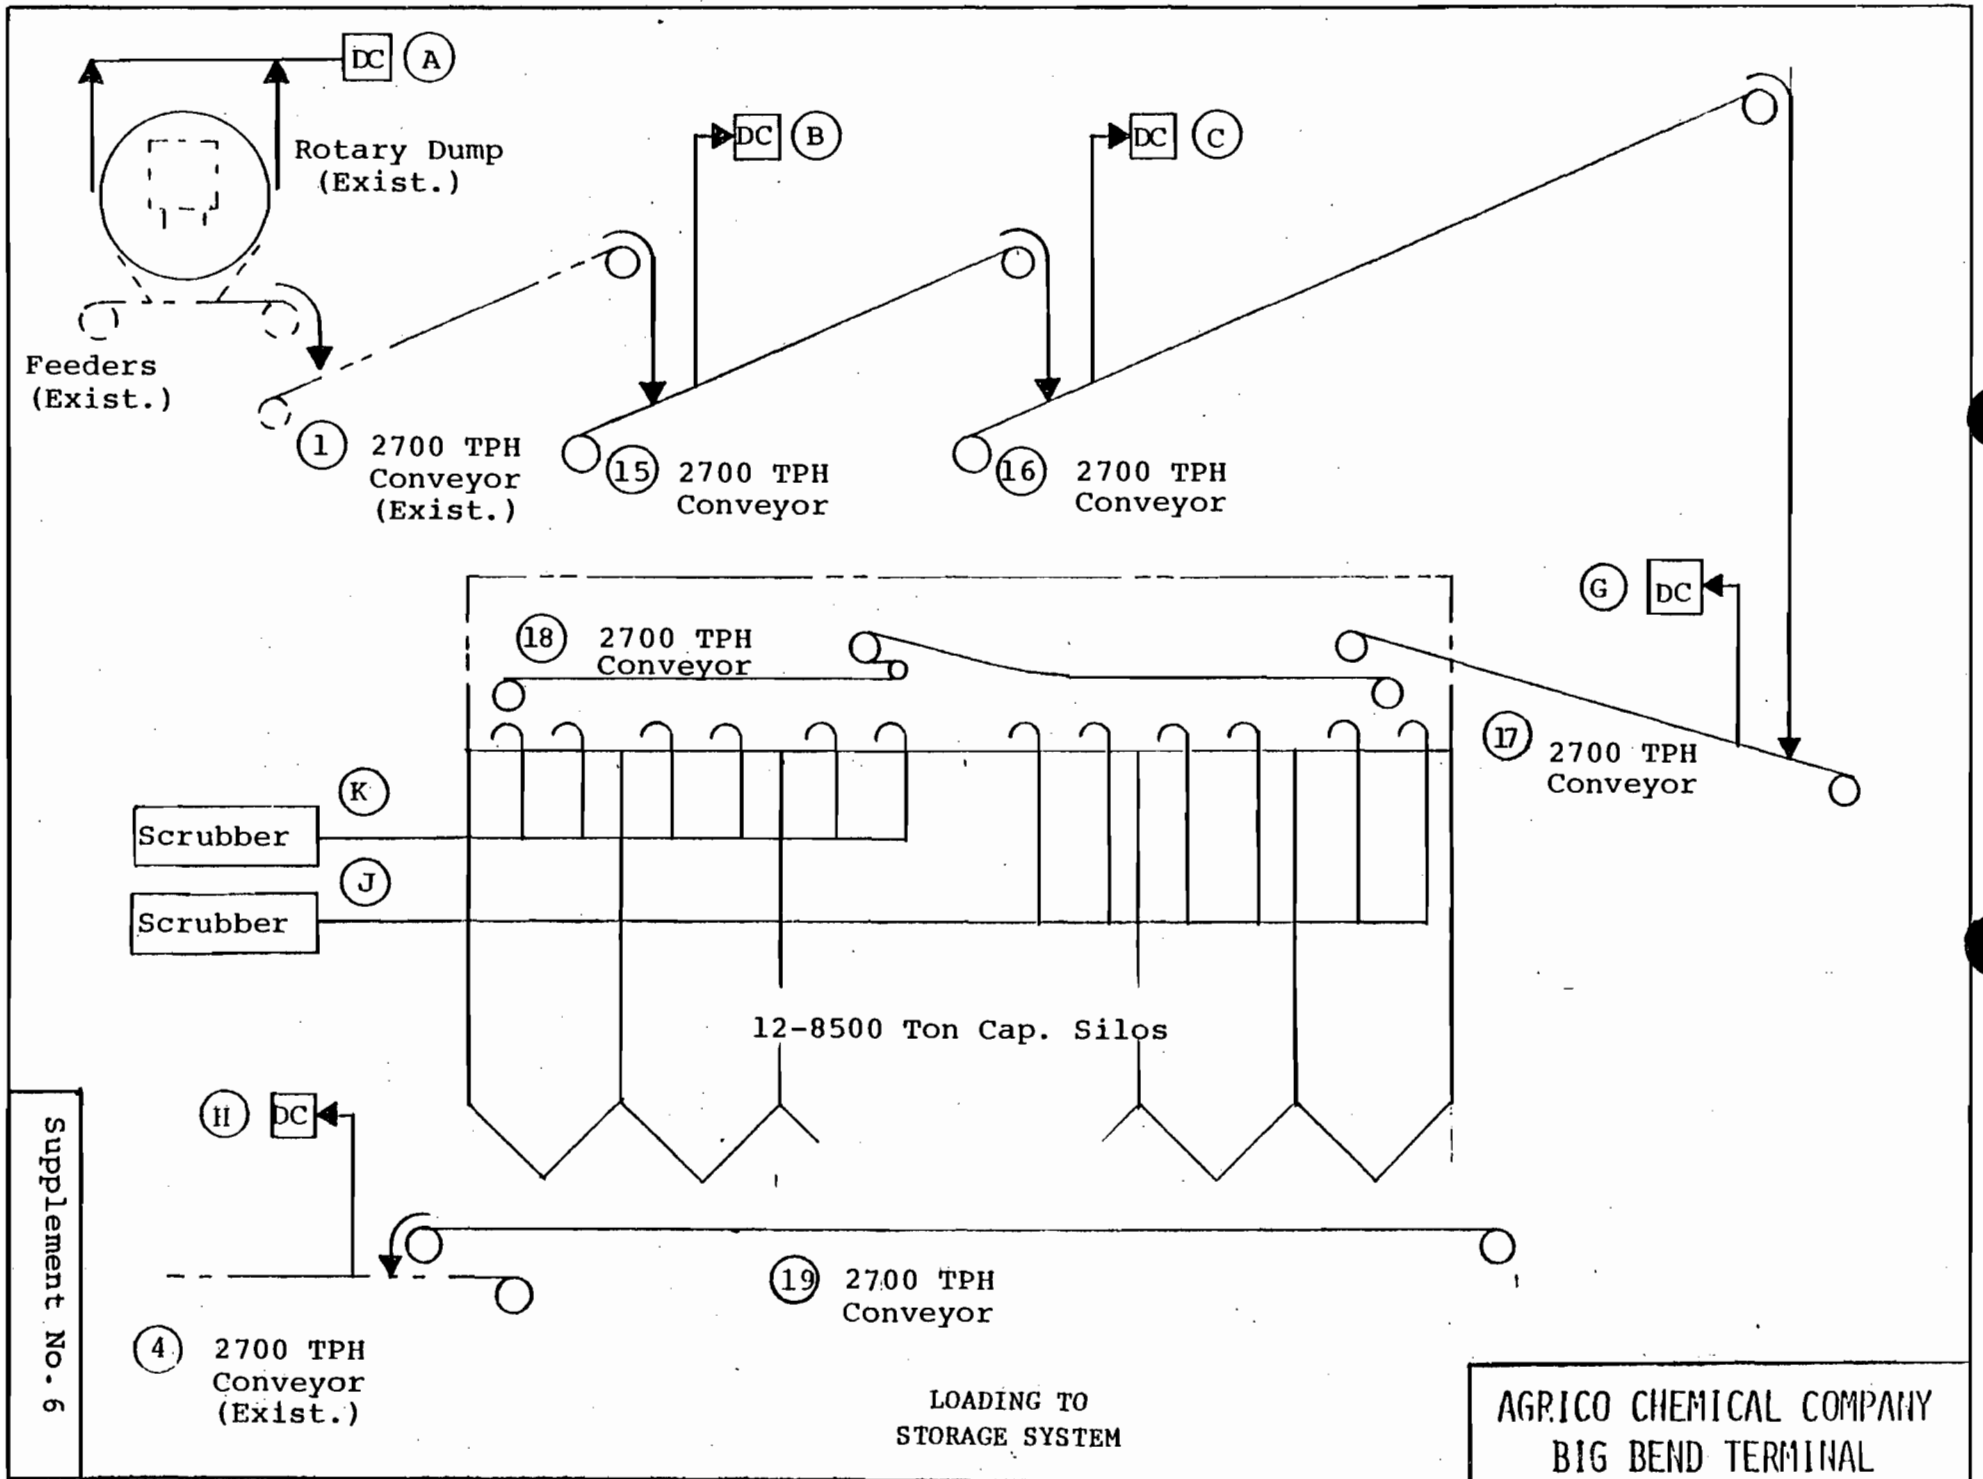 DC A
Rotary Dump
(Exist.)
DC B
DC C
Feeders
(Exist.)
1 2700 TPH
Conveyor
(Exist.)
15 2700 TPH
Conveyor
16 2700 TPH
Conveyor
G DC
18 2700 TPH
Conveyor
17 2700 TPH
Conveyor
K
Scrubber
J
Scrubber
12-8500 Ton Cap. Silos
H DC
19 2700 TPH
Conveyor
4 2700 TPH
Conveyor
(Exist.)
Supplement No. 6
LOADING TO
STORAGE SYSTEM
AGRICO CHEMICAL COMPANY
BIG BEND TERMINAL